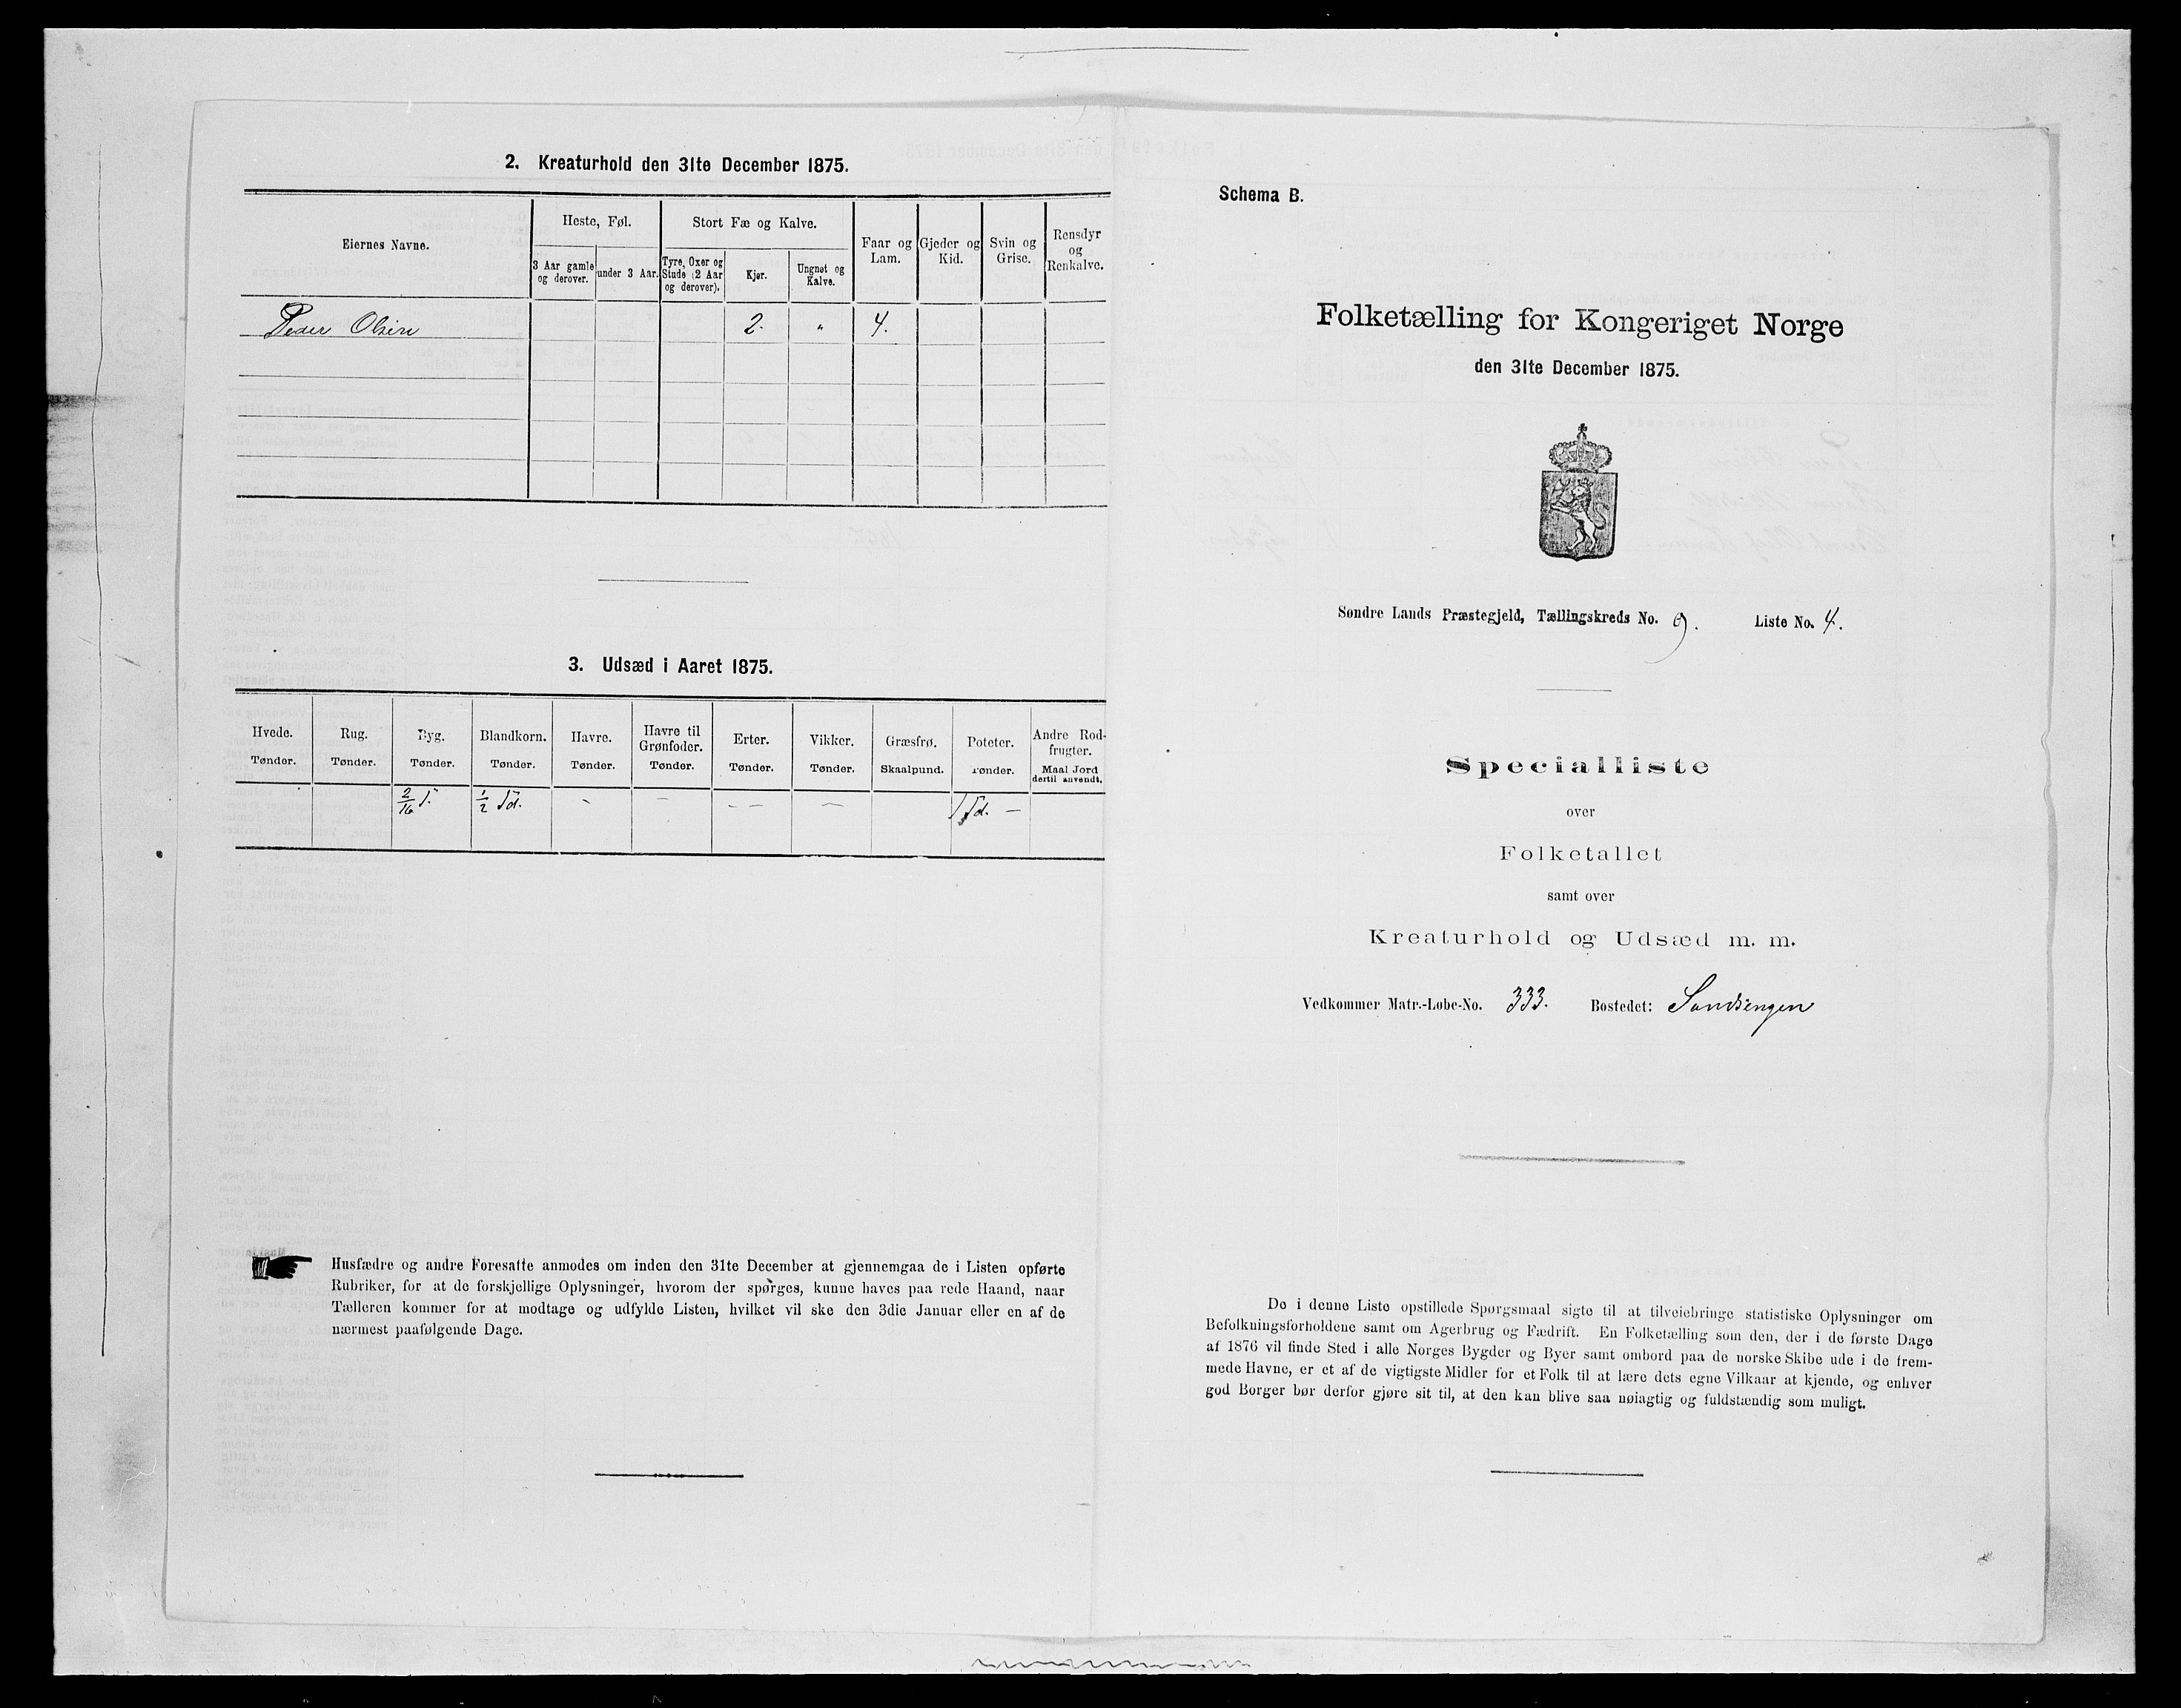 2. Kreaturhold den 31te December 1875.
Eiernes Navne.
Heste, Føl.
Stort Fæ og Kalve.
Faar og Lam.
Gjeder og Kid.
Svin og Grise.
Rensdyr og Renkalve.
3 Aar gamle og derover.
under 3 Aar.
Tyre, Oxer og Stude (2 Aar og derover).
Kjør.
Ungnøt og Kalve.
Peder Olsen 2. " 4.
3. Udsæd i Aaret 1875.
Hvede. Rug. Byg. Blandkorn. Havre. Havre til Grønfoder. Erter. Vikker. Græsfrø. Poteter. Andre Rodfrugter.
Tønder. Tønder. Tønder. Tønder. Tønder. Tønder. Tønder. Tønder. Skaalpund. Tønder. Maal Jord dertil anvendt.
2/16 T. 1/2 Td. - - - - - 1 Td. -
Husfædre og andre Foresatte anmodes om inden den 31te December at gjennemgaa de i Listen opførte
Rubriker, for at de forskjellige Oplysninger, hvorom der spørges, kunne haves paa rede Haand, naar
Tælleren kommer for at modtage og udfylde Listen, hvilket vil ske den 3die Januar eller en af de
nærmest paafølgende Dage.
Schema B.
Folketælling for Kongeriget Norge
den 31te December 1875.
Søndre Lands Præstegjeld, Tællingskreds No. 9. Liste No. 4.
Specialliste
over
Folketallet
samt over
Kreaturhold og Udsæd m. m.
Vedkommer Matr.-Løbe-No. 333. Bostedet: Sandsengen
De i denne Liste opstillede Spørgsmaal sigte til at tilveiebringe statistiske Oplysninger om
Befolkningsforholdene samt om Agerbrug og Fædrift. En Folketælling som den, der i de første Dage
af 1876 vil finde Sted i alle Norges Bygder og Byer samt ombord paa de norske Skibe ude i de frem-
mede Havne, er et af de vigtigste Midler for et Folk til at lære dets egne Vilkaar at kjende, og enhver
god Borger bør derfor gjøre sit til, at den kan blive saa nøiagtig og fuldstændig som muligt.